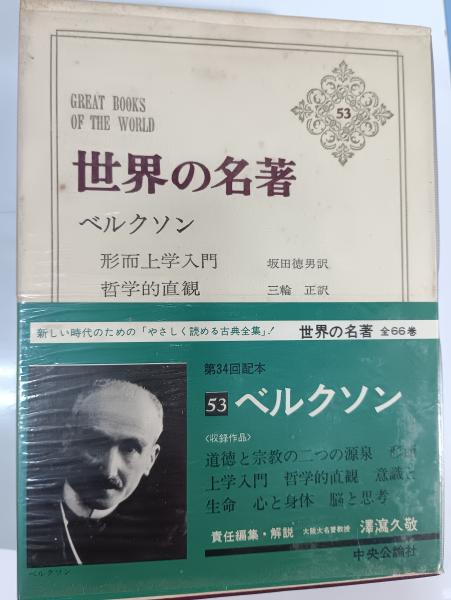 GREAT BOOKS
OF THE WORLD
53
世界の名著
ベルクソン
形而上学入門 坂田徳男訳
哲学的直観 三輪 正訳
新しい時代のための「やさしく読める古典全集」! 世界の名著 全66巻
第34回配本
53 ベルクソン
〈収録作品〉
道徳と宗教の二つの源泉 形而
上学入門 哲学的直観 意識と
生命 心と身体 脳と思考
責任編集・解説 大阪大名誉教授 澤瀉久敬
中央公論社
ベルクソン